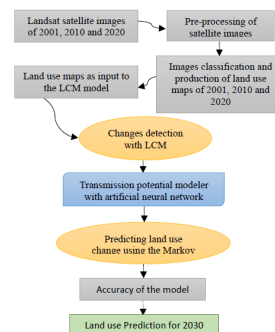 Landsat satellite images
of 2001, 2010 and 2020
Pre-processing of
satellite images
Images classification and
production of land use
maps of 2001, 2010 and
2020
Land use maps as input to
the LCM model
Changes detection
with LCM
Transmission potential modeler
with artificial neural network
Predicting land use
change using the Markov
Accuracy of the model
Land use Prediction for 2030